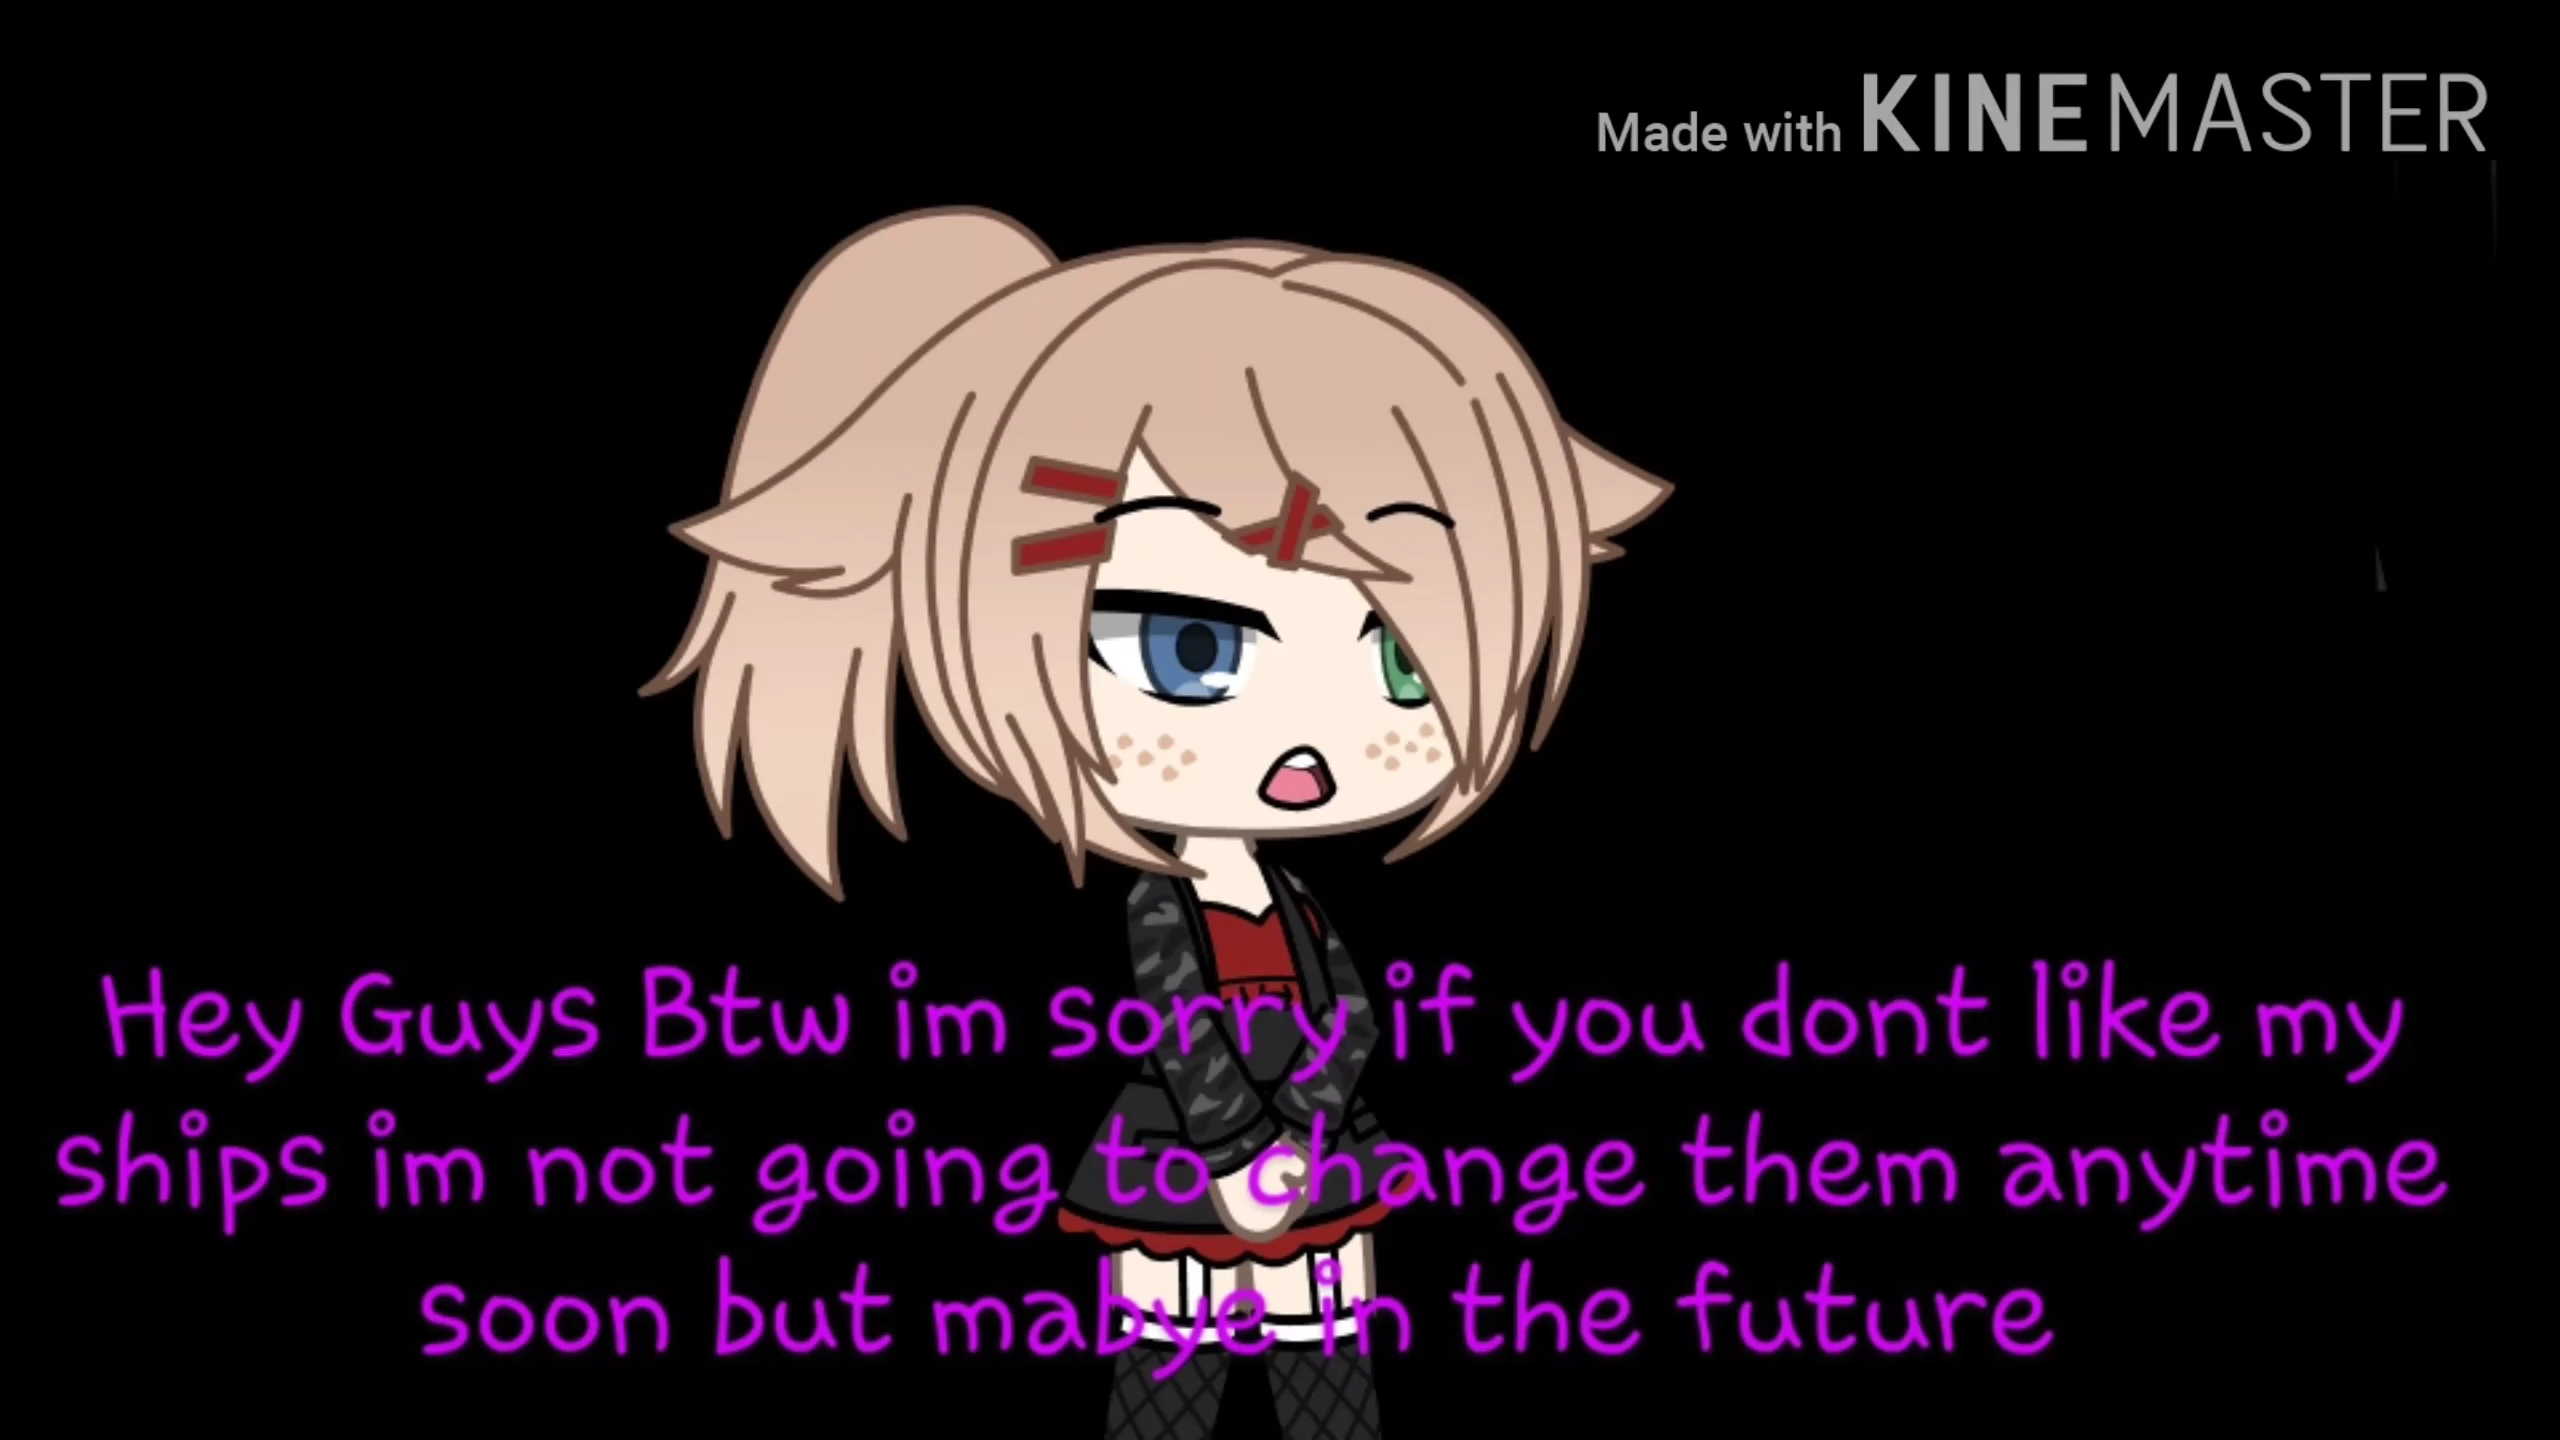 Made with KINEMASTER
Hey Guys Btw im sorry if you dont like my
ships im not going to change them anytime
soon but mabye in the future